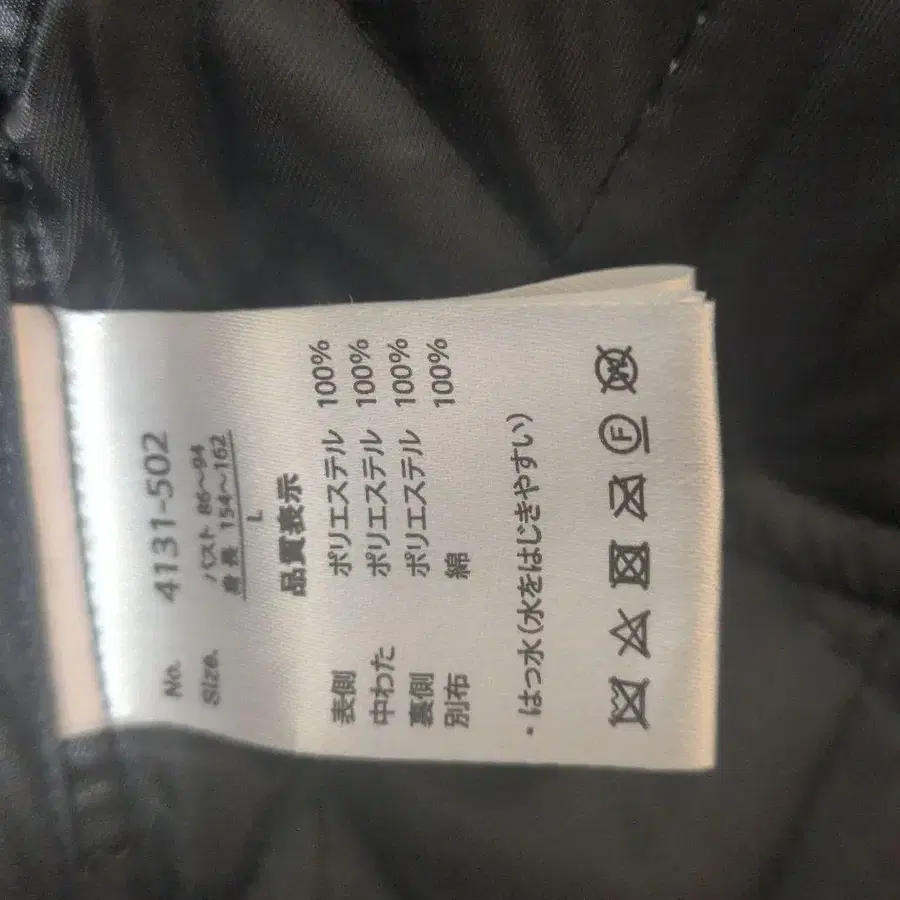 No. 4131-502
Size. バスト 86～94
身長 154～162
L
品質表示
表側 ポリエステル 100%
中わた ポリエステル 100%
裏側 ポリエステル 100%
別布 綿 100%
・はっ水(水をはじきやすい)
F